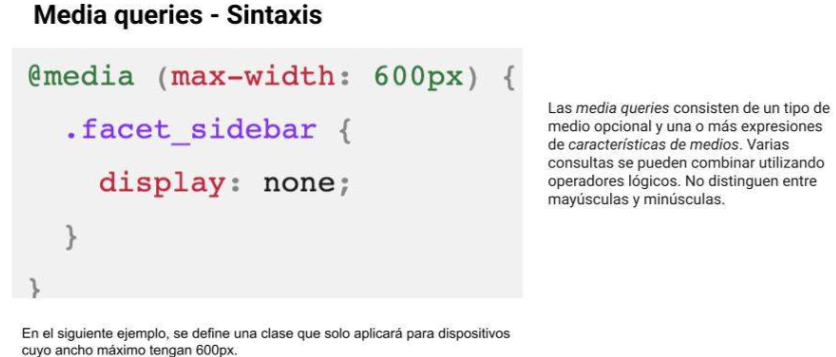 Media queries - Sintaxis
@media (max-width: 600px) {
.facet_sidebar {
display: none;
}
}
Las media queries consisten de un tipo de
medio opcional y una o más expresiones
de características de medios. Varias
consultas se pueden combinar utilizando
operadores lógicos. No distinguen entre
mayúsculas y minúsculas.
En el siguiente ejemplo, se define una clase que solo aplicará para dispositivos
cuyo ancho máximo tengan 600px.